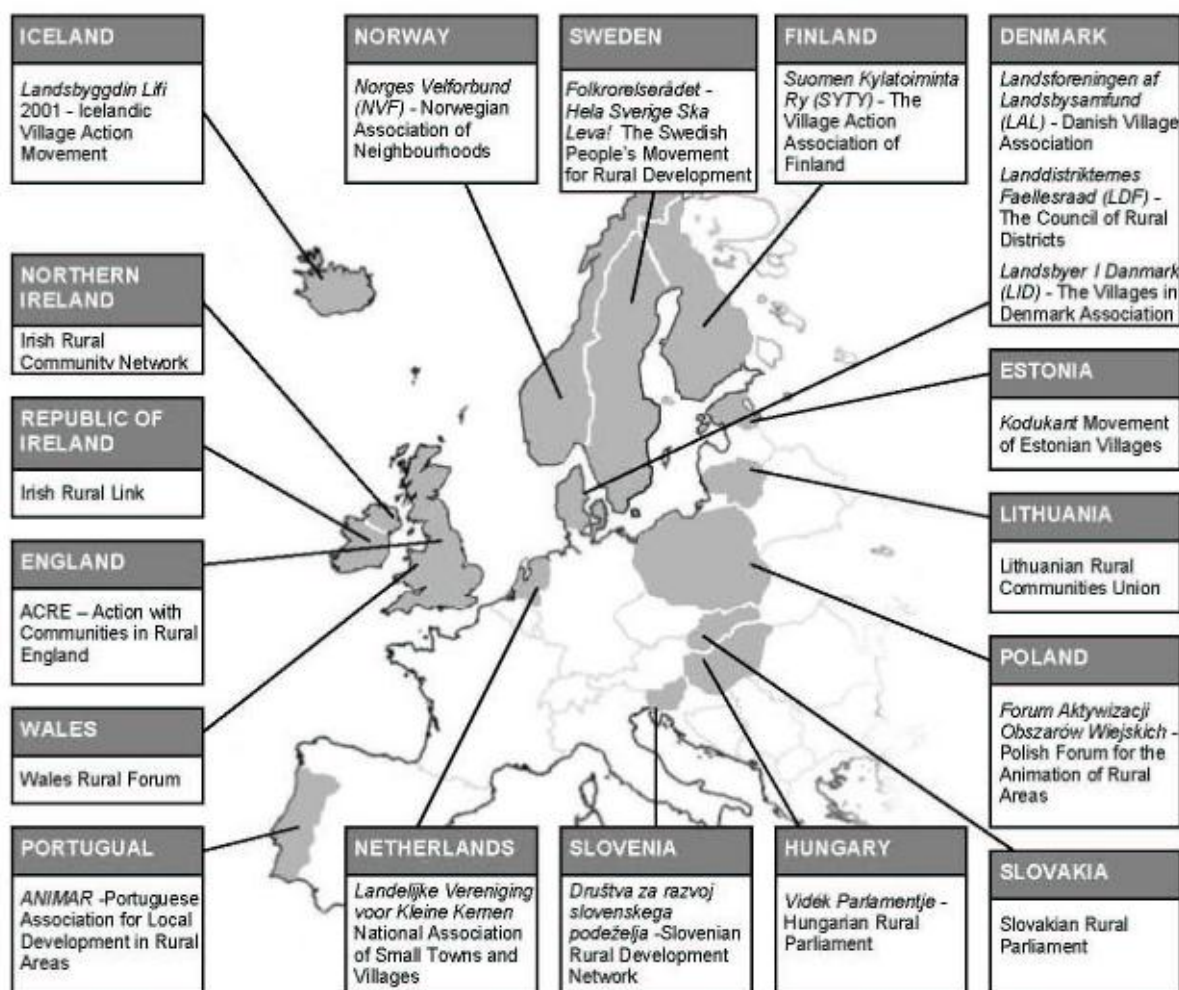 ICELAND
Landsbyggdin Lifi
2001 - Icelandic
Village Action
Movement
NORWAY
Norges Velforbund
(NVF) - Norwegian
Association of
Neighbourhoods
SWEDEN
Folkrorelserådet -
Hela Sverige Ska
Leva! The Swedish
People's Movement
for Rural Development
FINLAND
Suomen Kylatoiminta
Ry (SYTY) - The
Village Action
Association of
Finland
DENMARK
Landsforeningen af
Landsbysamfund
(LAL) - Danish Village
Association
Landdistrikternes
Faellesraad (LDF) -
The Council of Rural
Districts
Landsbyer I Danmark
(LID) - The Villages in
Denmark Association
NORTHERN
IRELAND
Irish Rural
Community Network
REPUBLIC OF
IRELAND
Irish Rural Link
ENGLAND
ACRE – Action with
Communities in Rural
England
WALES
Wales Rural Forum
PORTUGUAL
ANIMAR -Portuguese
Association for Local
Development in Rural
Areas
NETHERLANDS
Landelijke Vereniging
voor Kleine Kernen
National Association
of Small Towns and
Villages
SLOVENIA
Društva za razvoj
slovenskega
podeželja -Slovenian
Rural Development
Network
HUNGARY
Vidék Parlamentje -
Hungarian Rural
Parliament
ESTONIA
Kodukant Movement
of Estonian Villages
LITHUANIA
Lithuanian Rural
Communities Union
POLAND
Forum Aktywizacji
Obszarów Wiejskich -
Polish Forum for the
Animation of Rural
Areas
SLOVAKIA
Slovakian Rural
Parliament